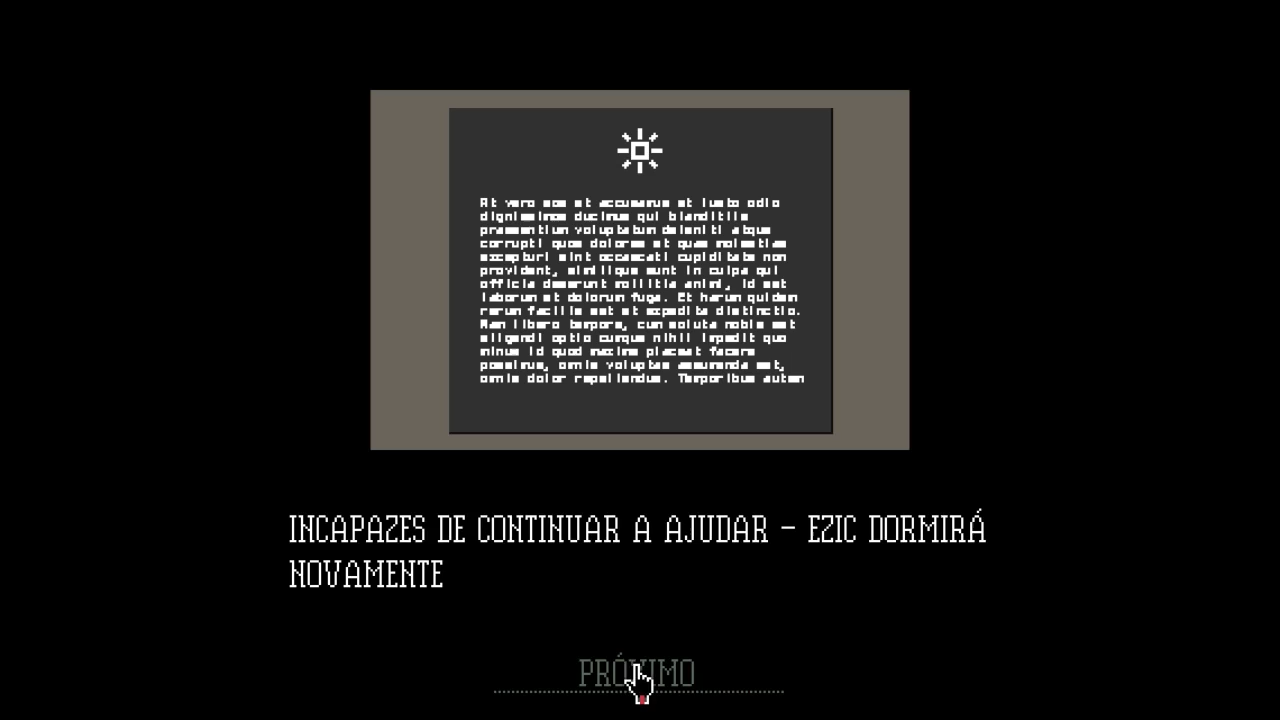 At vero eos et accusamus et iusto odio
dignissimos ducimus qui blanditiis
praesentium voluptatum deleniti atque
corrupti quos dolores et quas molestias
excepturi sint occaecati cupiditate non
provident, similique sunt in culpa qui
officia deserunt mollitia animi, id est
laborum et dolorum fuga. Et harum quidem
rerum facilis est et expedita distinctio.
Nam libero tempore, cum soluta nobis est
eligendi optio cumque nihil impedit quo
minus id quod maxime placeat facere
possimus, omnis voluptas assumenda est,
omnis dolor repellendus. Temporibus autem
INCAPAZES DE CONTINUAR A AJUDAR - EZIC DORMIRÁ
NOVAMENTE
PRÓXIMO